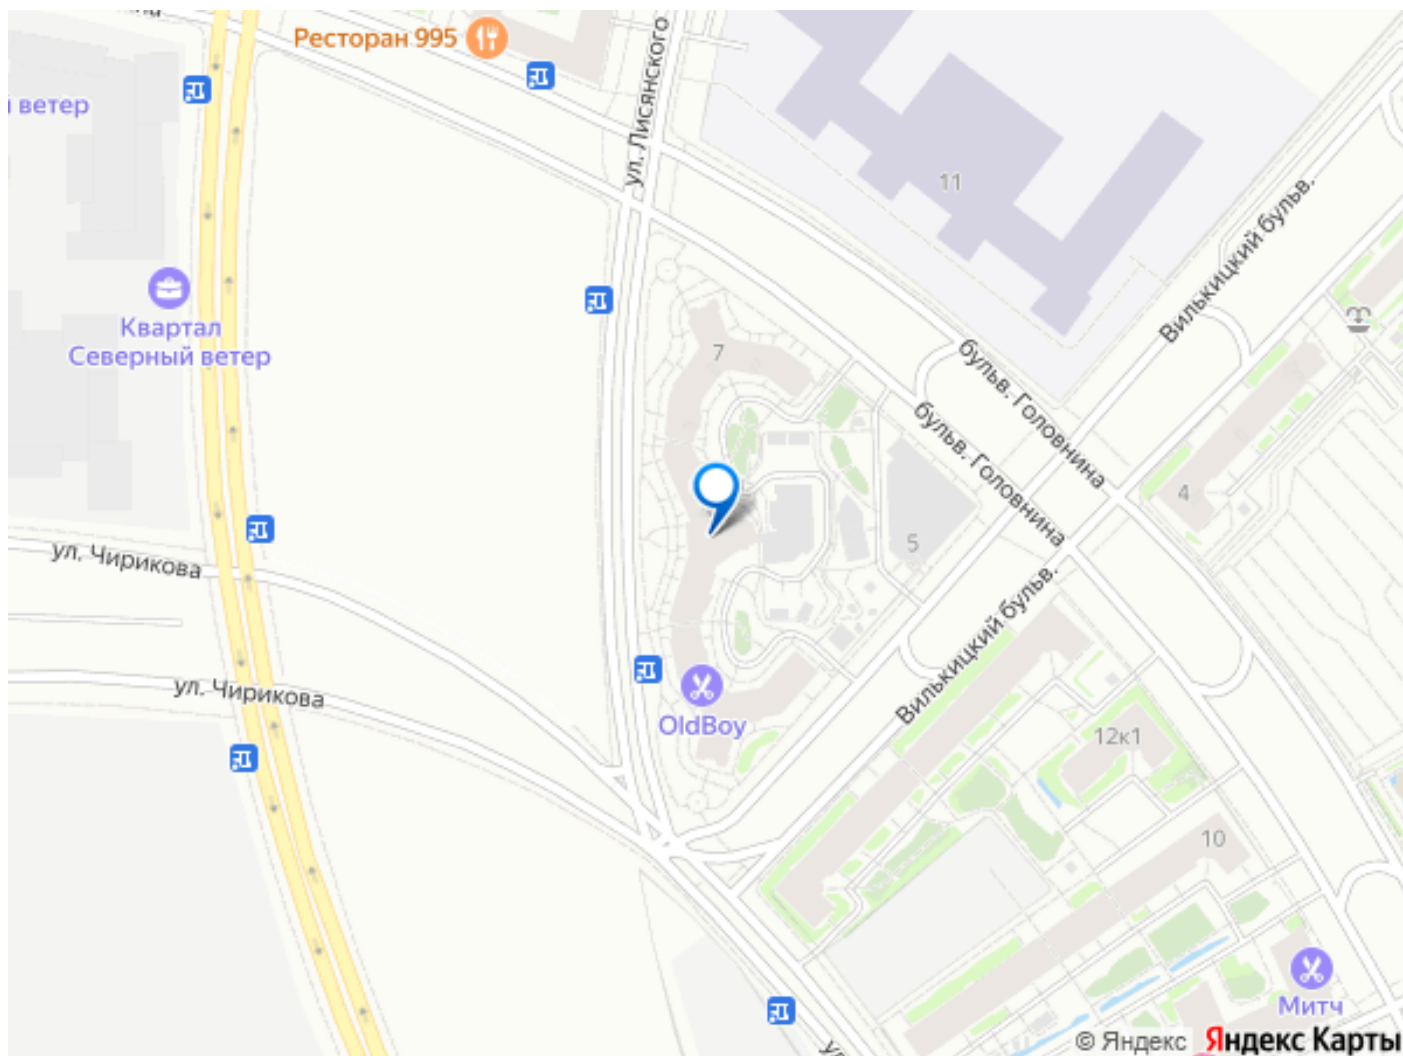 Ресторан 995
ул. Лисянского
ветер
11
Вилькицкий бульв.
Квартал
Северный ветер
7
бульв. Головнина
бульв. Головнина
4
5
ул. Чирикова
Вилькицкий бульв.
ул. Чирикова
OldBoy
12к1
10
Митч
© Яндекс Яндекс Карты